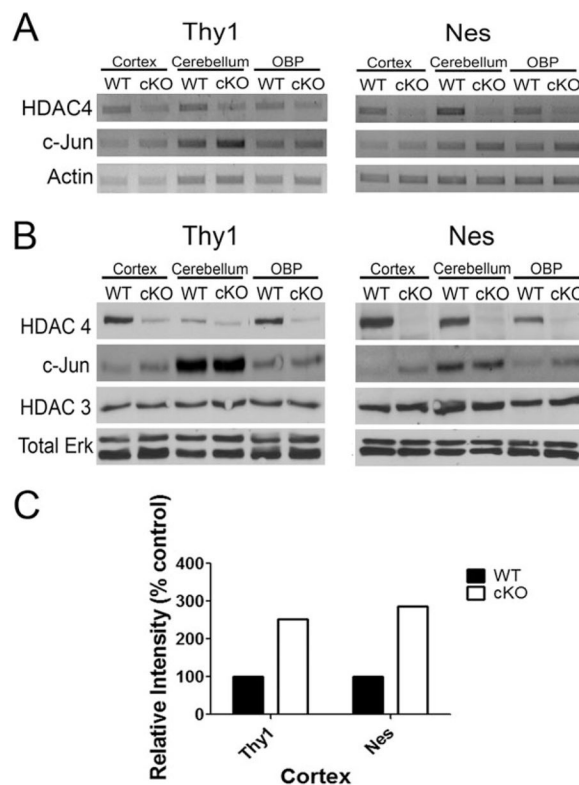 A
Thy1 Nes
Cortex Cerebellum OBP Cortex Cerebellum OBP
WT cKO WT cKO WT cKO WT cKO WT cKO WT cKO
HDAC4
c-Jun
Actin
B
Thy1 Nes
Cortex Cerebellum OBP Cortex Cerebellum OBP
WT cKO WT cKO WT cKO WT cKO WT cKO WT cKO
HDAC 4
c-Jun
HDAC 3
Total Erk
C
Relative Intensity (% control)
400
300
200
100
0
Thy1 Nes
Cortex
WT
cKO